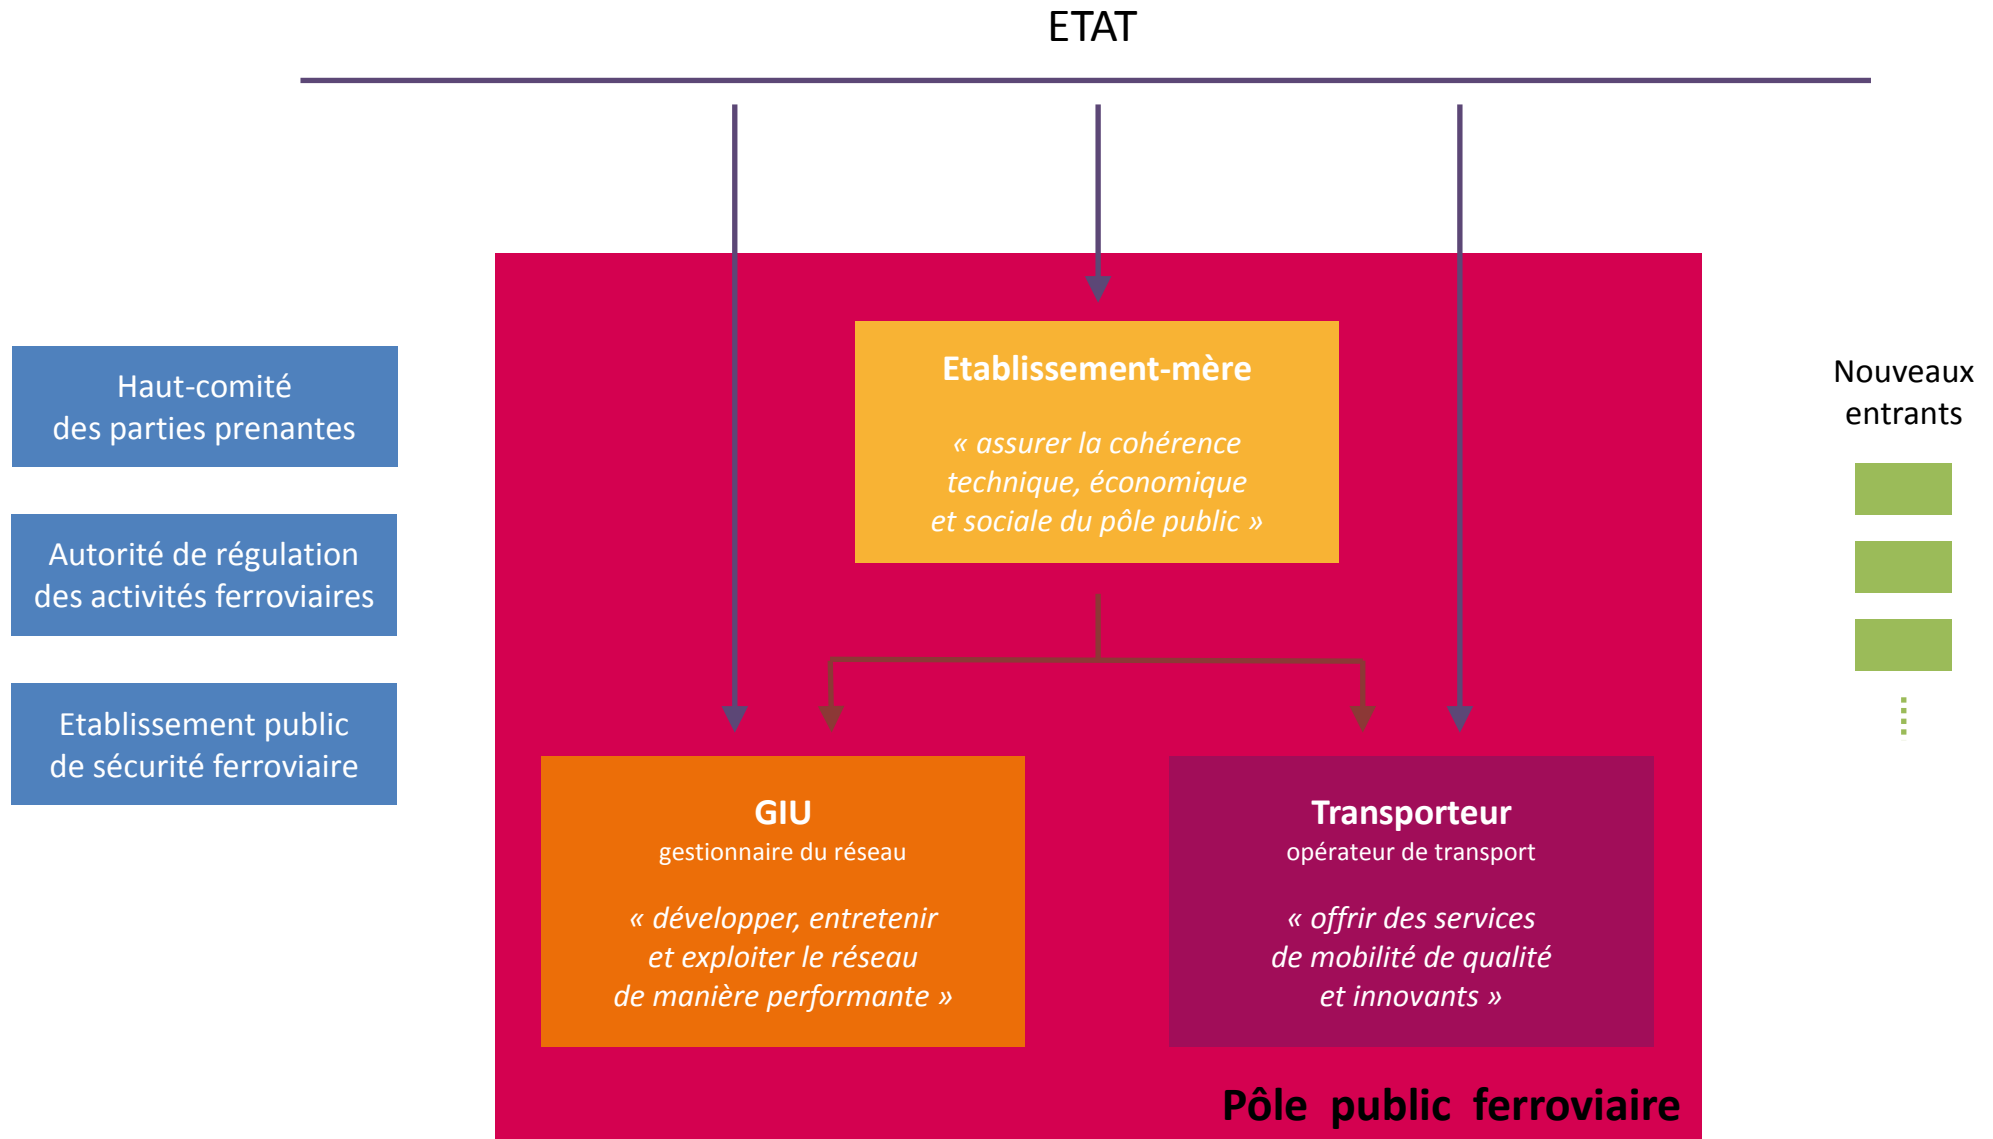 ETAT
Haut-comité
des parties prenantes
Autorité de régulation
des activités ferroviaires
Etablissement public
de sécurité ferroviaire
Etablissement-mère
« assurer la cohérence
technique, économique
et sociale du pôle public »
GIU
gestionnaire du réseau
« développer, entretenir
et exploiter le réseau
de manière performante »
Transporteur
opérateur de transport
« offrir des services
de mobilité de qualité
et innovants »
Pôle public ferroviaire
Nouveaux
entrants